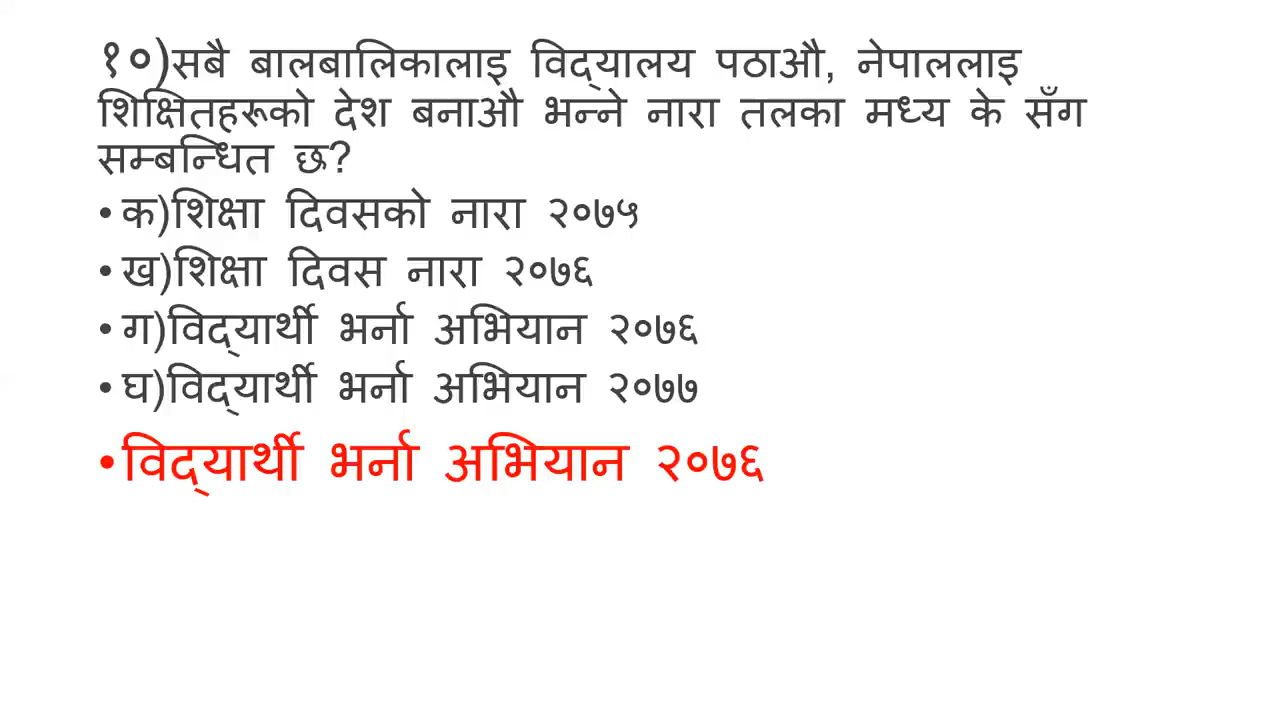 १०)सबै बालबालिकालाइ विद्यालय पठाऔ, नेपाललाइ
शिक्षितहरूको देश बनाऔ भन्ने नारा तलका मध्य के सँग
सम्बन्धित छ?
• क)शिक्षा दिवसको नारा २०७५
• ख)शिक्षा दिवस नारा २०७६
• ग)विद्यार्थी भर्ना अभियान २०७६
• घ)विद्यार्थी भर्ना अभियान २०७७
• विद्यार्थी भर्ना अभियान २०७६